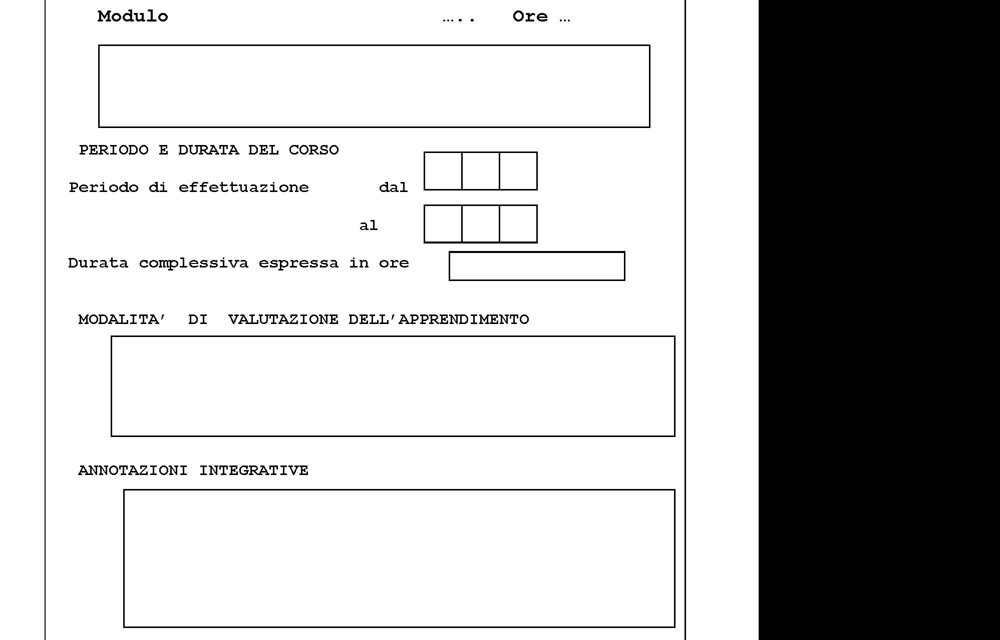 Modulo ….. Ore …
PERIODO E DURATA DEL CORSO
Periodo di effettuazione dal
al
Durata complessiva espressa in ore
MODALITA’ DI VALUTAZIONE DELL’APPRENDIMENTO
ANNOTAZIONI INTEGRATIVE